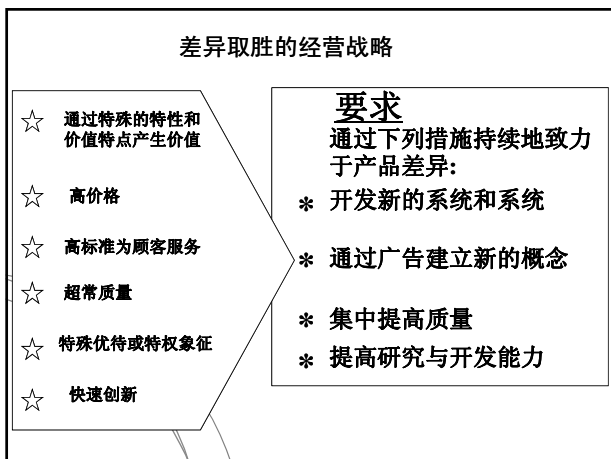 差异取胜的经营战略
☆ 通过特殊的特性和
价值特点产生价值
☆ 高价格
☆ 高标准为顾客服务
☆ 超常质量
☆ 特殊优待或特权象征
☆ 快速创新
要求
通过下列措施持续地致力
于产品差异:
* 开发新的系统和系统
* 通过广告建立新的概念
* 集中提高质量
* 提高研究与开发能力